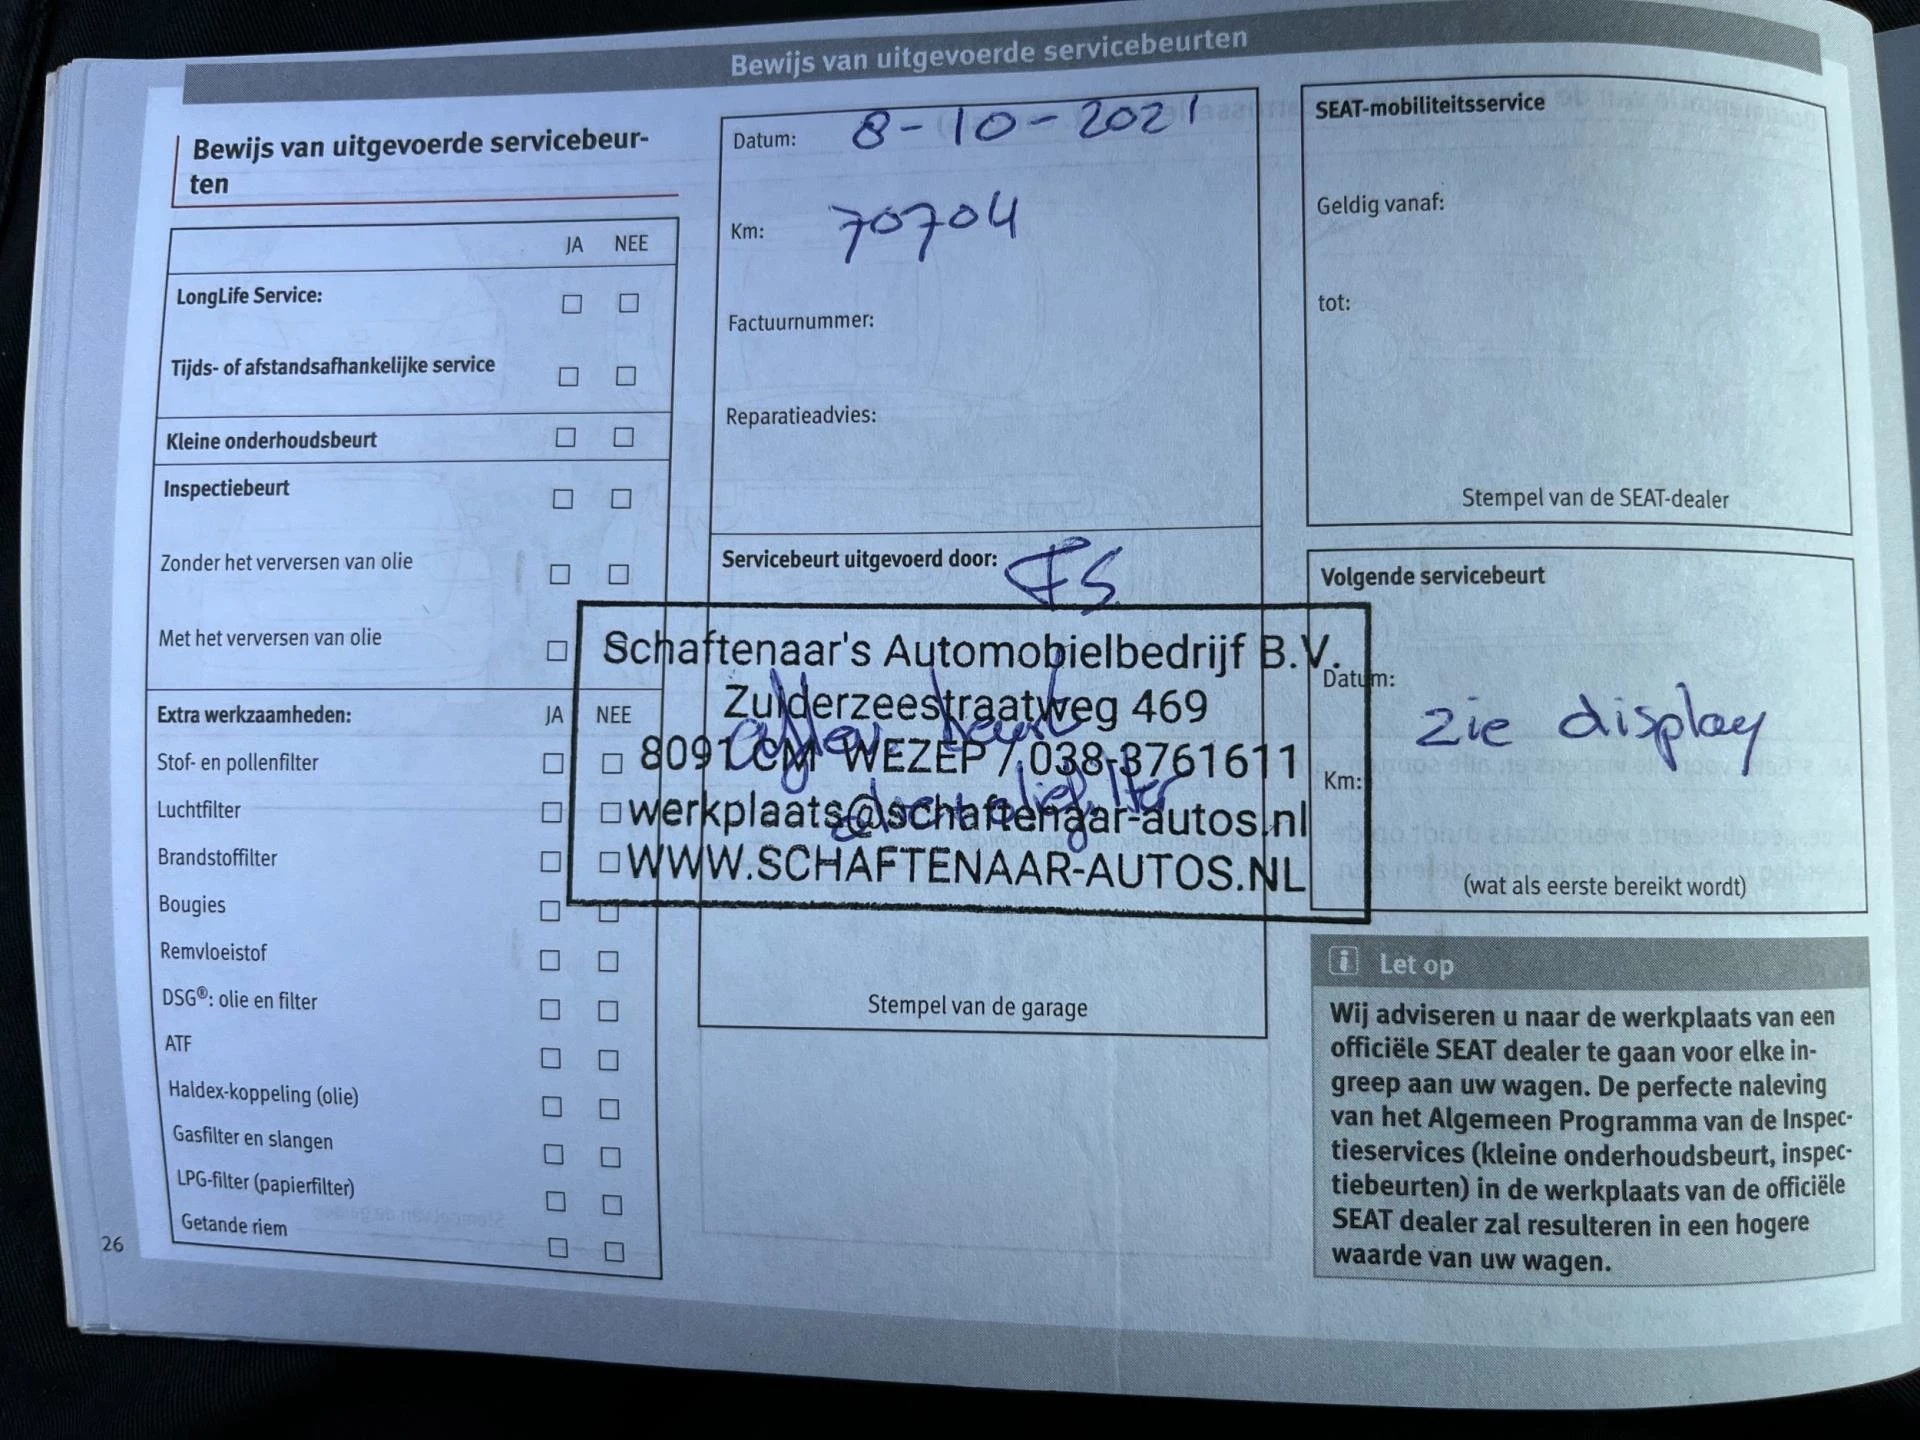 Bewijs van uitgevoerde servicebeurten
Bewijs van uitgevoerde servicebeur-
ten
JA NEE
LongLife Service:
Tijds- of afstandsafhankelijke service
Kleine onderhoudsbeurt
Inspectiebeurt
Zonder het verversen van olie
Met het verversen van olie
Extra werkzaamheden: JA NEE
Stof- en pollenfilter
Luchtfilter
Brandstoffilter
Bougies
Remvloeistof
DSG®: olie en filter
ATF
Haldex-koppeling (olie)
Gasfilter en slangen
LPG-filter (papierfilter)
Getande riem
26
Datum: 8-10-2021
Km: 70704
Factuurnummer:
Reparatieadvies:
Servicebeurt uitgevoerd door: FS
Schaftenaar's Automobielbedrijf B.V.
Zuiderzeestraatweg 469
8091 CM WEZEP / 038-3761611
werkplaats@schaftenaar-autos.nl
WWW.SCHAFTENAAR-AUTOS.NL
Stempel van de garage
SEAT-mobiliteitsservice
Geldig vanaf:
tot:
Stempel van de SEAT-dealer
Volgende servicebeurt
Datum:
zie display
Km:
(wat als eerste bereikt wordt)
i Let op
Wij adviseren u naar de werkplaats van een
officiële SEAT dealer te gaan voor elke in-
greep aan uw wagen. De perfecte naleving
van het Algemeen Programma van de Inspec-
tieservices (kleine onderhoudsbeurt, inspec-
tiebeurten) in de werkplaats van de officiële
SEAT dealer zal resulteren in een hogere
waarde van uw wagen.